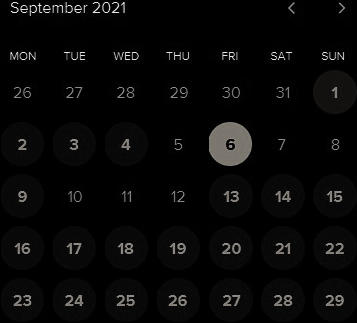 September 2021
MON TUE WED THU FRI SAT SUN
26 27 28 29 30 31 1
2 3 4 5 6 7 8
9 10 11 12 13 14 15
16 17 18 19 20 21 22
23 24 25 26 27 28 29